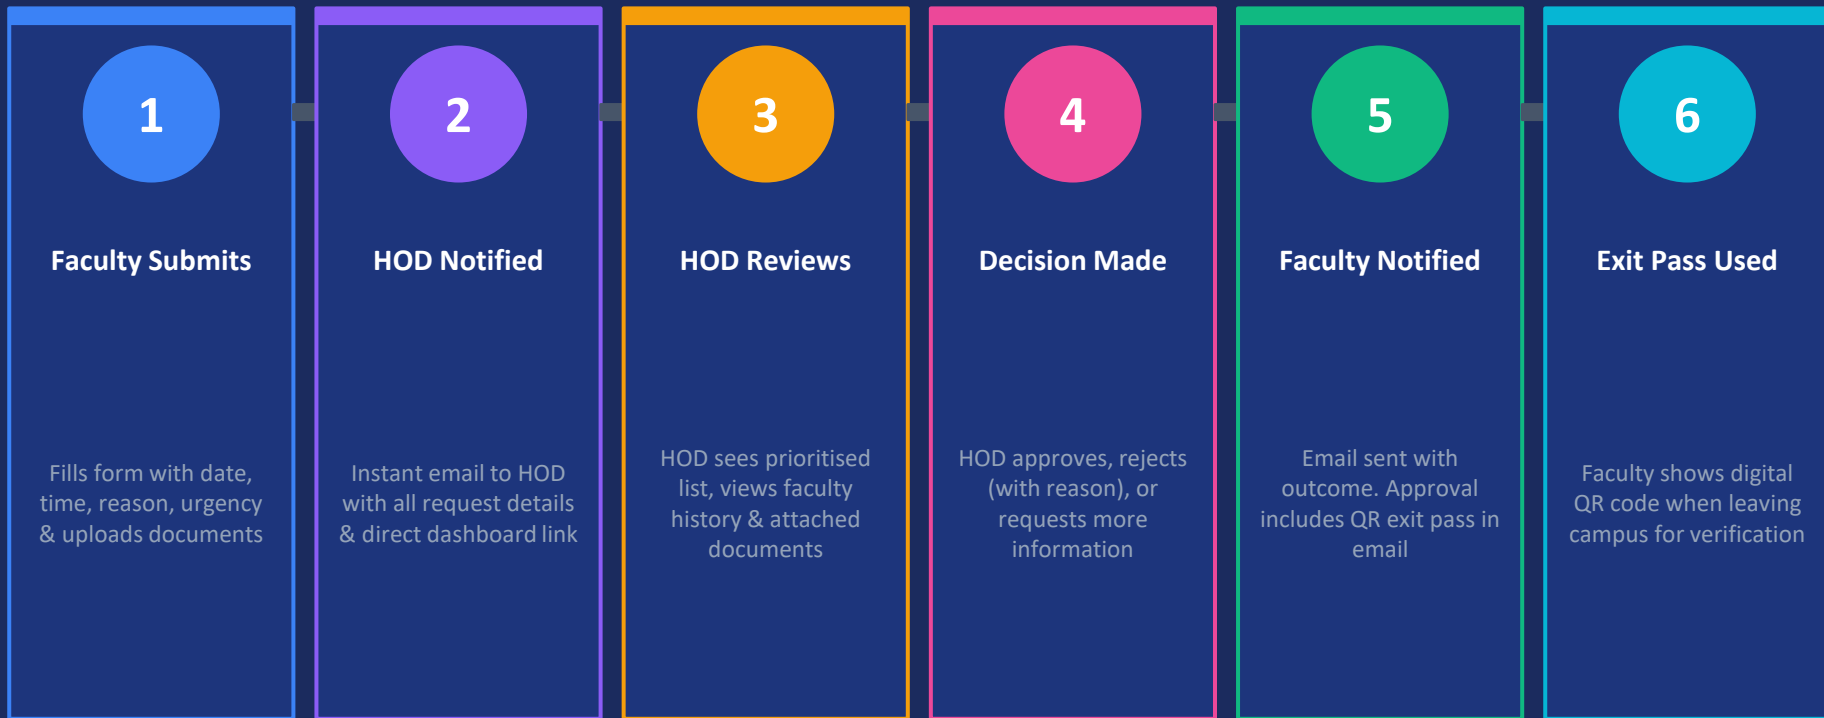 1
Faculty Submits
Fills form with date,
time, reason, urgency
& uploads documents
2
HOD Notified
Instant email to HOD
with all request details
& direct dashboard link
3
HOD Reviews
HOD sees prioritised
list, views faculty
history & attached
documents
4
Decision Made
HOD approves, rejects
(with reason), or
requests more
information
5
Faculty Notified
Email sent with
outcome. Approval
includes QR exit pass in
email
6
Exit Pass Used
Faculty shows digital
QR code when leaving
campus for verification